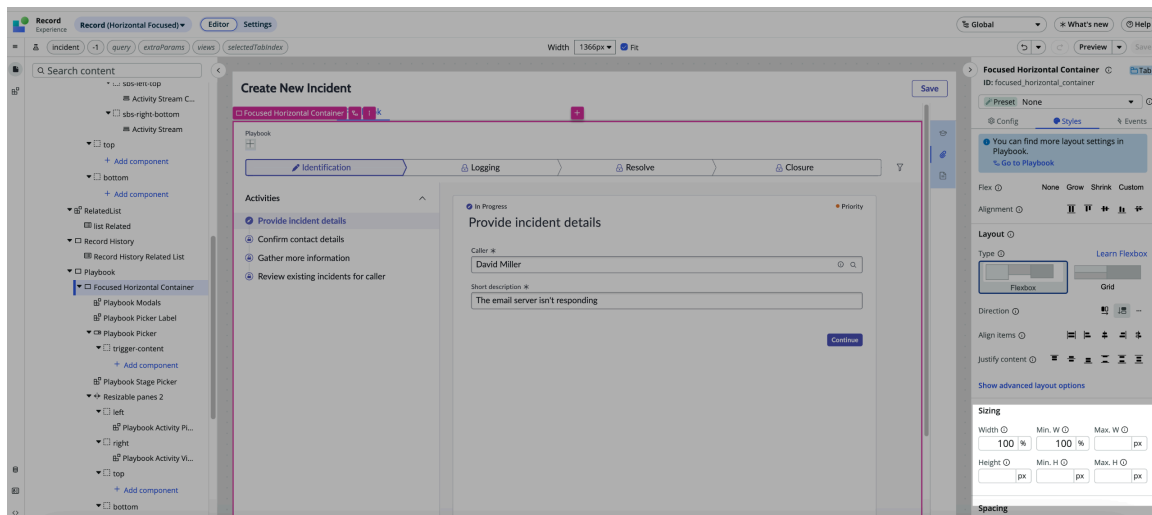 Record
Experience
Record (Horizontal Focused)
Editor
Settings
Global
What's new
Help
incident
-1
query
extraParams
views
selectedTabIndex
Width 1366px
Fit
Preview
Save
Search content
sbs-left-top
Activity Stream C...
sbs-right-bottom
Activity Stream
top
+ Add component
bottom
+ Add component
RelatedList
list Related
Record History
Record History Related List
Playbook
Focused Horizontal Container
Playbook Modals
Playbook Picker Label
Playbook Picker
trigger-content
+ Add component
Playbook Stage Picker
Resizable panes 2
left
Playbook Activity Pi...
right
Playbook Activity Vi...
top
+ Add component
bottom
Create New Incident
Save
Focused Horizontal Container
k
+
Playbook
Identification
Logging
Resolve
Closure
Activities
Provide incident details
Confirm contact details
Gather more information
Review existing incidents for caller
In Progress
Priority
Provide incident details
Caller *
David Miller
Short description *
The email server isn't responding
Continue
Focused Horizontal Container
Tab
ID: focused_horizontal_container
Preset None
Config
Styles
Events
You can find more layout settings in
Playbook.
Go to Playbook
Flex None Grow Shrink Custom
Alignment
Layout
Type Learn Flexbox
Flexbox Grid
Direction
Align items
Justify content
Show advanced layout options
Sizing
Width Min. W Max. W
100 % 100 % px
Height Min. H Max. H
px px px
Spacing